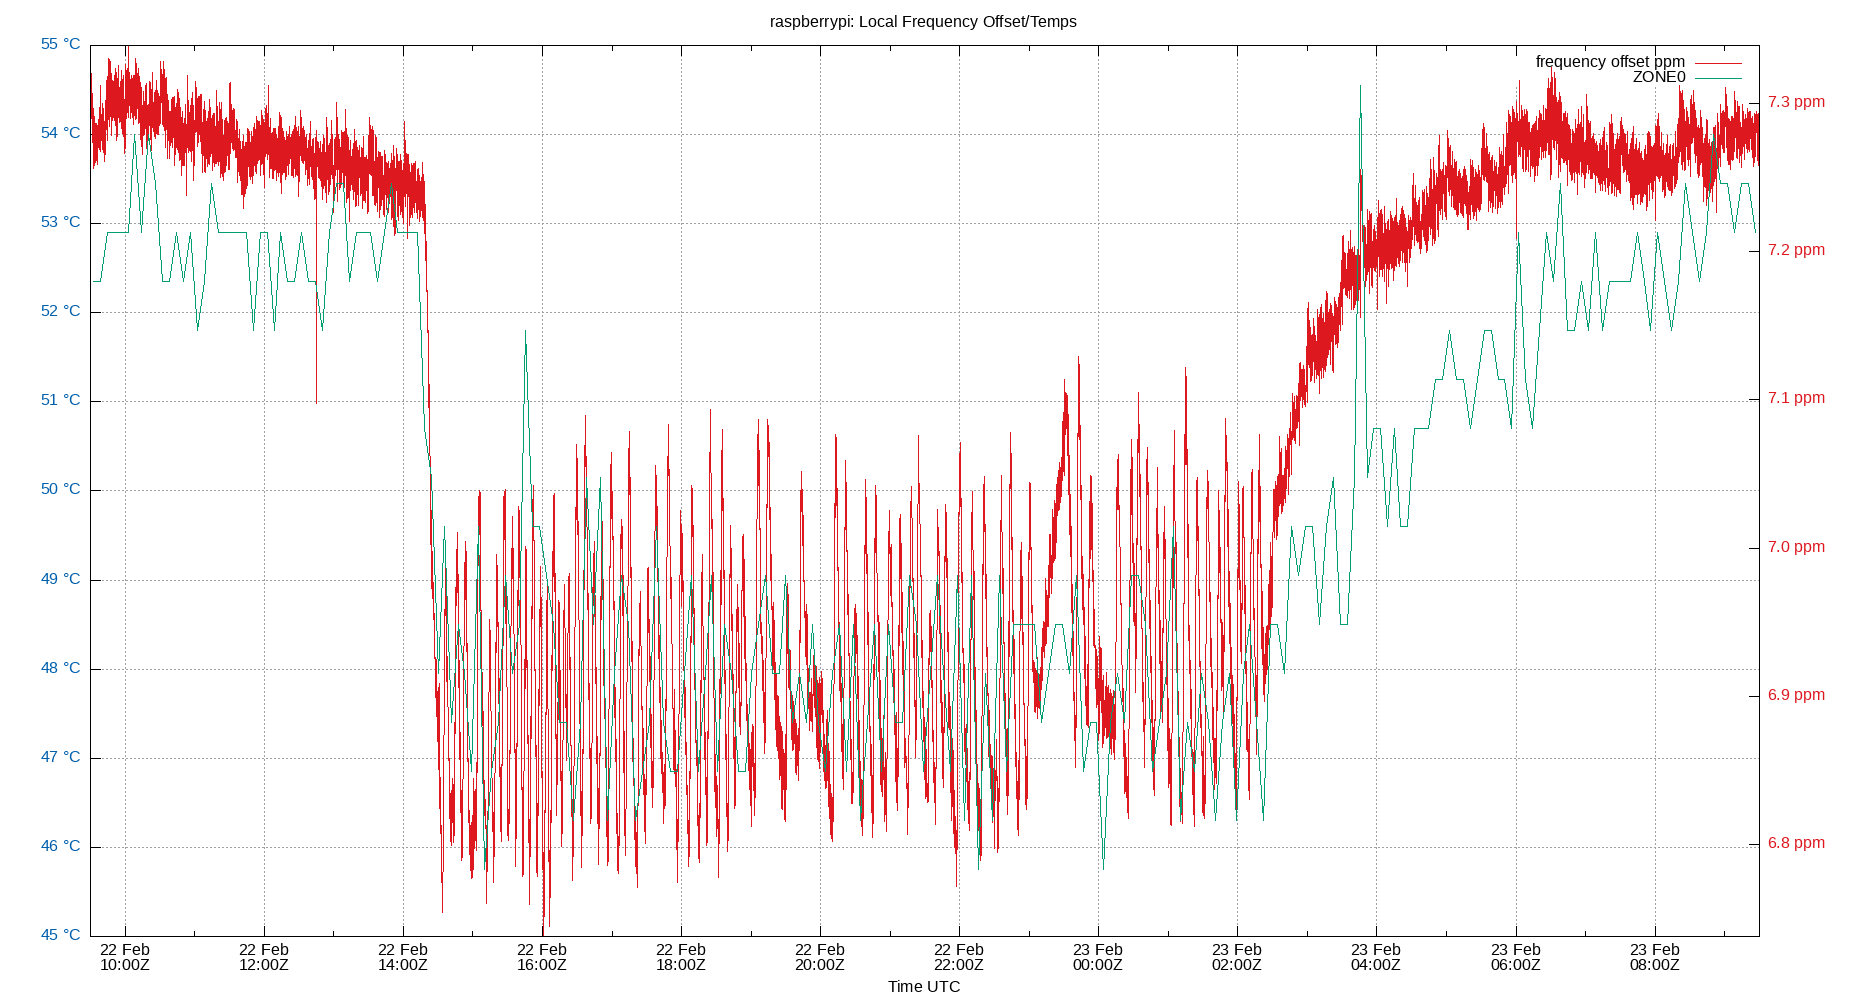 raspberrypi: Local Frequency Offset/Temps
frequency offset ppm
ZONE0
55 °C
54 °C
53 °C
52 °C
51 °C
50 °C
49 °C
48 °C
47 °C
46 °C
45 °C
7.3 ppm
7.2 ppm
7.1 ppm
7.0 ppm
6.9 ppm
6.8 ppm
22 Feb
10:00Z
22 Feb
12:00Z
22 Feb
14:00Z
22 Feb
16:00Z
22 Feb
18:00Z
22 Feb
20:00Z
22 Feb
22:00Z
23 Feb
00:00Z
23 Feb
02:00Z
23 Feb
04:00Z
23 Feb
06:00Z
23 Feb
08:00Z
Time UTC